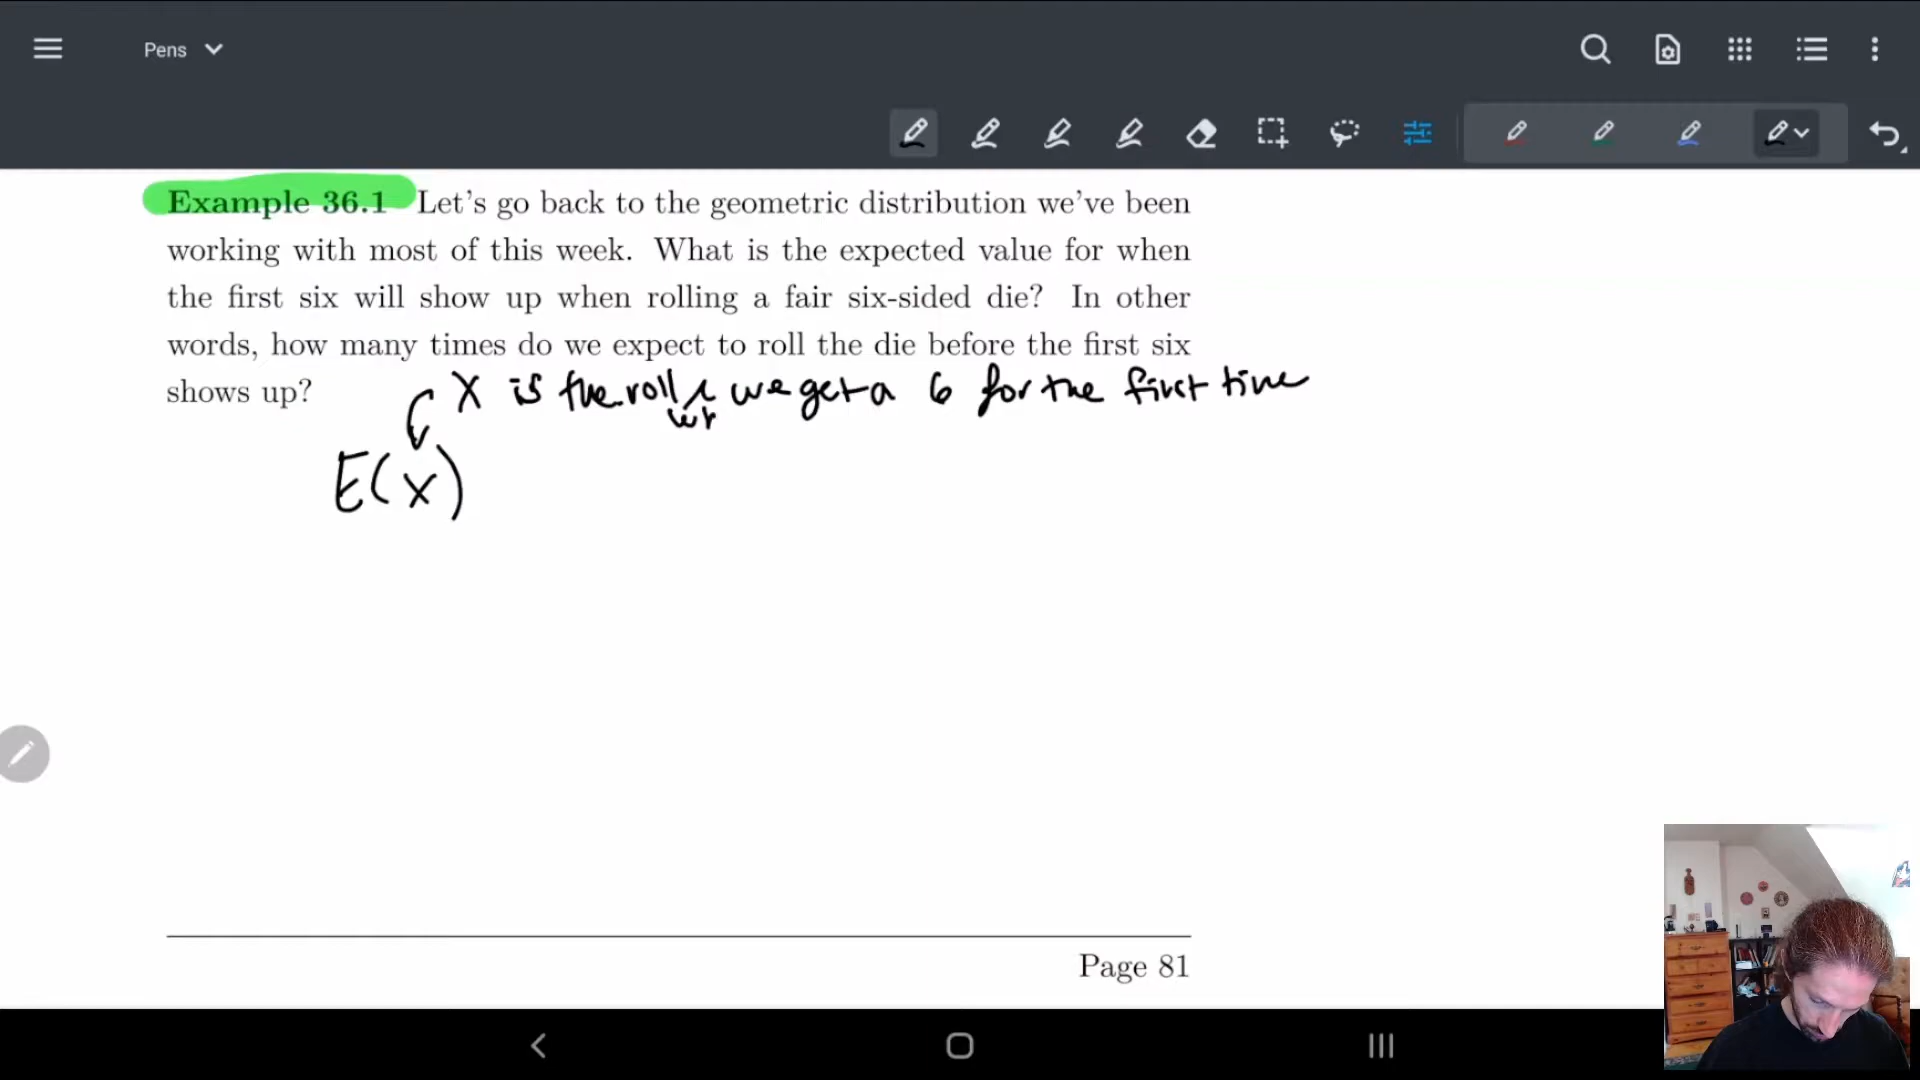 Pens
Example 36.1 Let's go back to the geometric distribution we've been
working with most of this week. What is the expected value for when
the first six will show up when rolling a fair six-sided die? In other
words, how many times do we expect to roll the die before the first six
shows up?
X is the roll we get a 6 for the first time
E(X)
Page 81